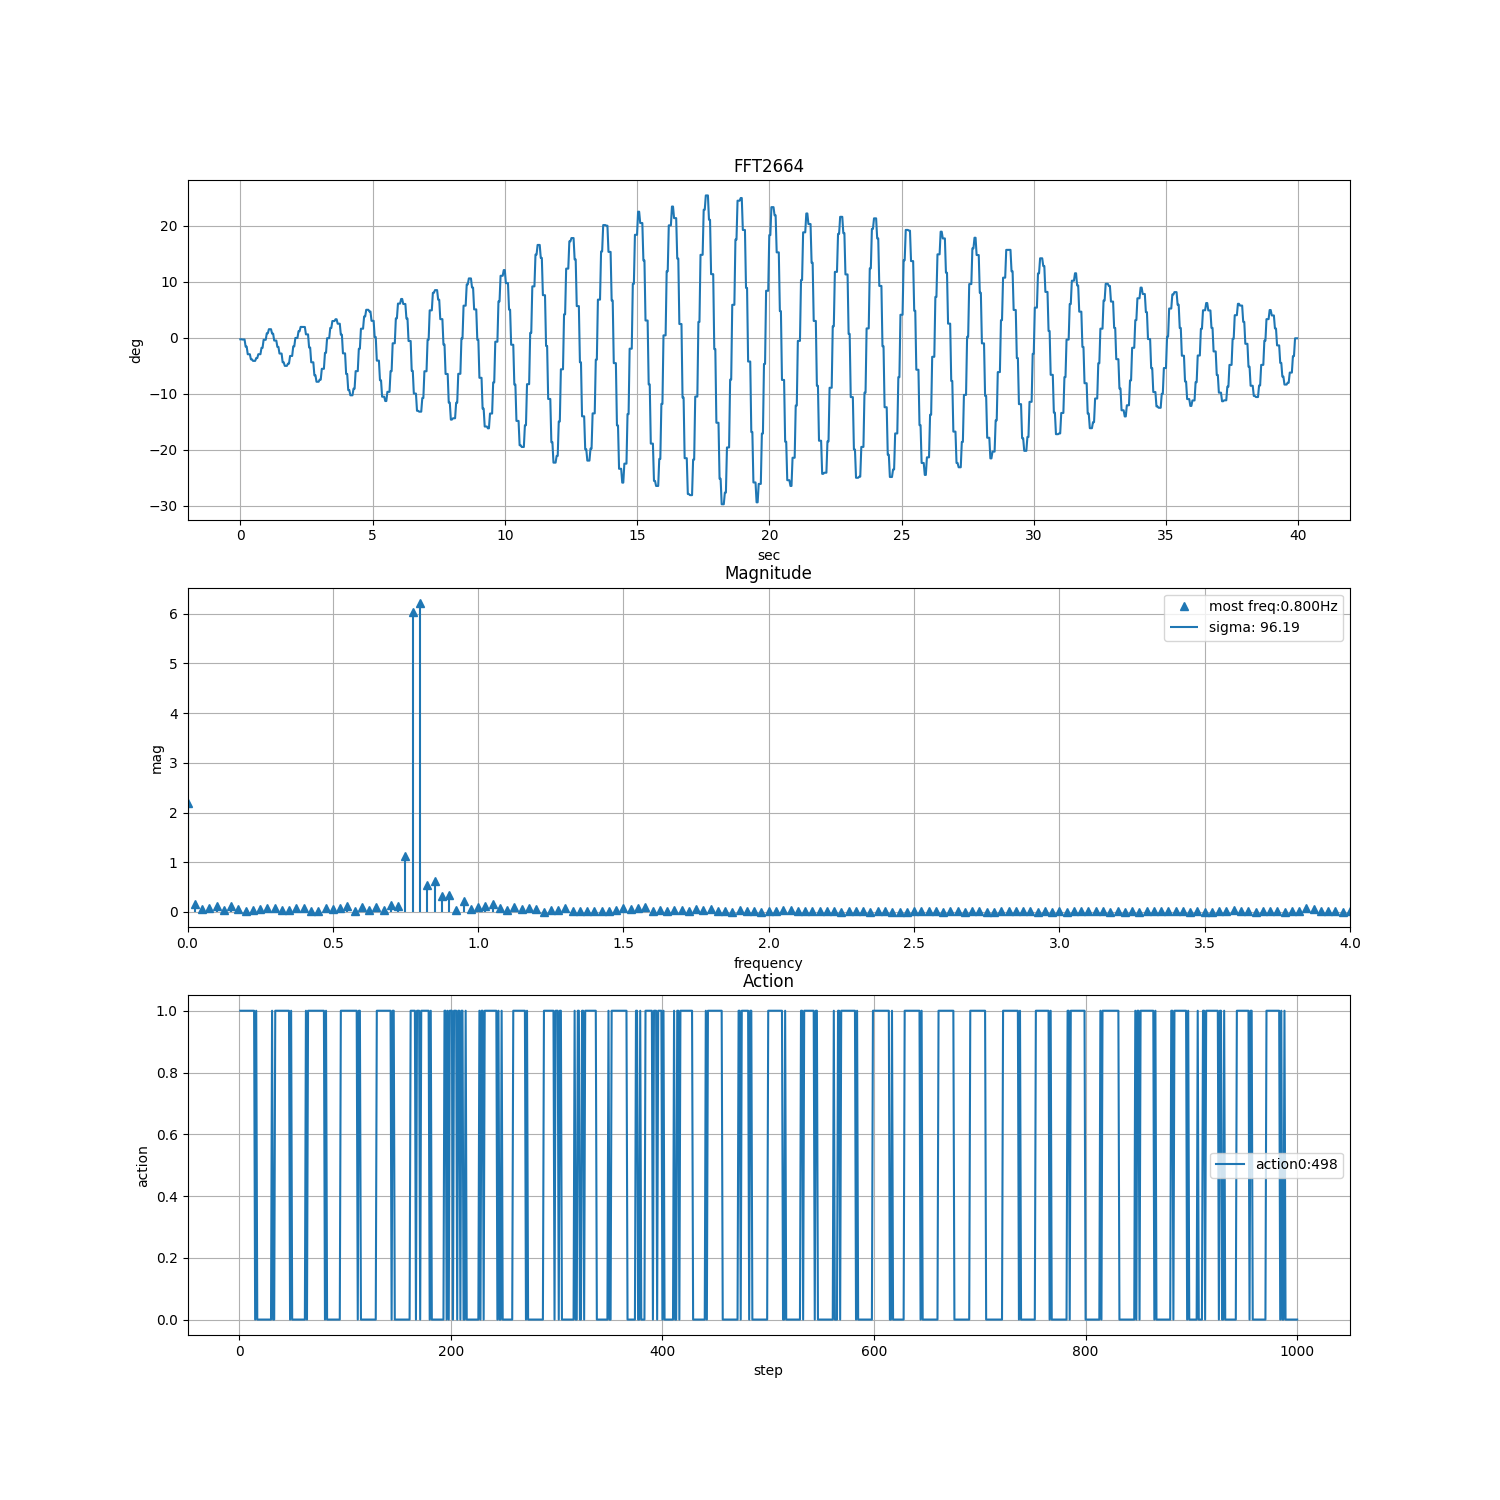 FFT2664
20
10
0
−10
−20
−30
deg
0 5 10 15 20 25 30 35 40
sec
Magnitude
most freq:0.800Hz
sigma: 96.19
6
5
4
3
2
1
0
mag
0.0 0.5 1.0 1.5 2.0 2.5 3.0 3.5 4.0
frequency
Action
1.0
0.8
0.6
0.4
0.2
0.0
action
action0:498
0 200 400 600 800 1000
step